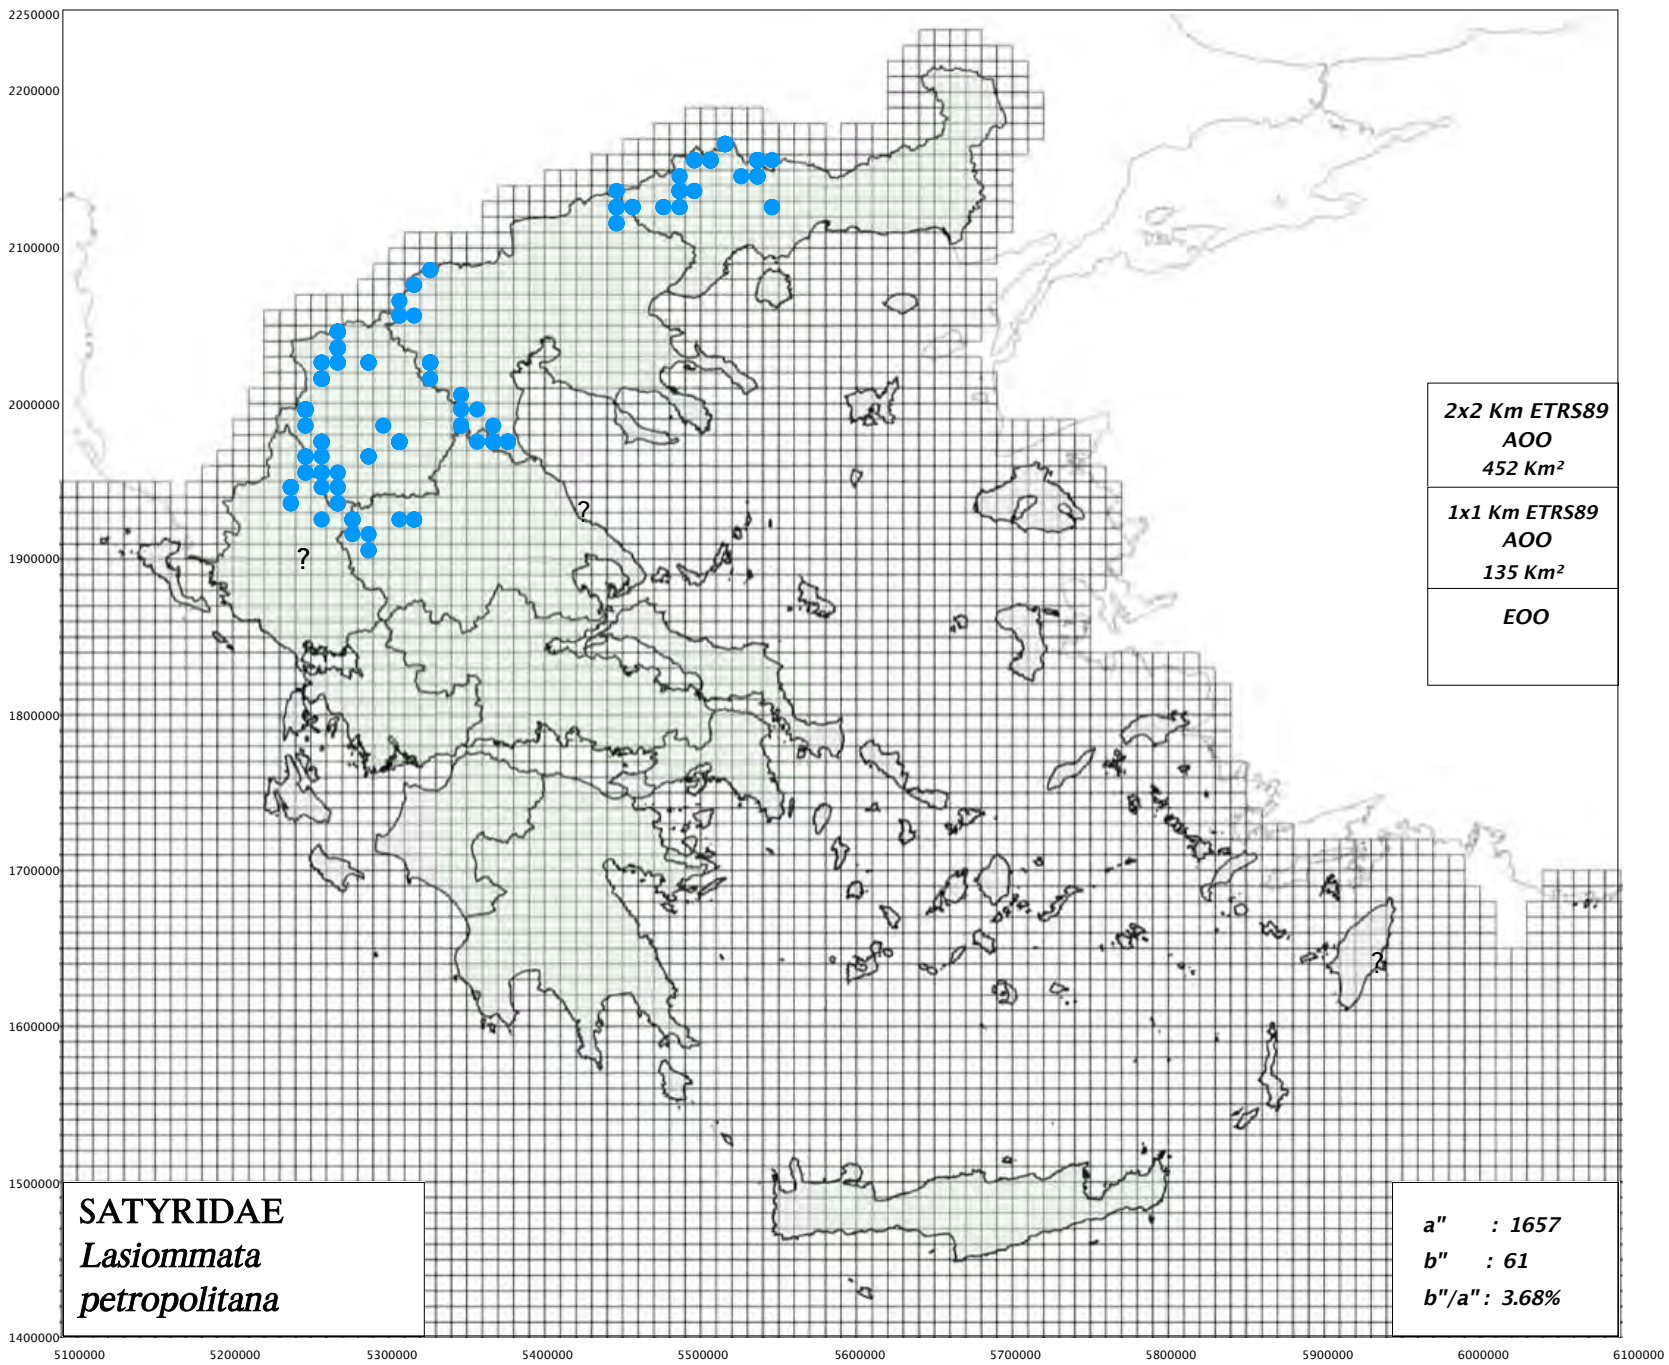 2250000
2200000
2100000
2000000
1900000
1800000
1700000
1600000
1500000
1400000
?
?
?
2x2 Km ETRS89
AOO
452 Km²
1x1 Km ETRS89
AOO
135 Km²
EOO
SATYRIDAE
Lasiommata
petropolitana
a" : 1657
b" : 61
b"/a" : 3.68%
5100000 5200000 5300000 5400000 5500000 5600000 5700000 5800000 5900000 6000000 6100000